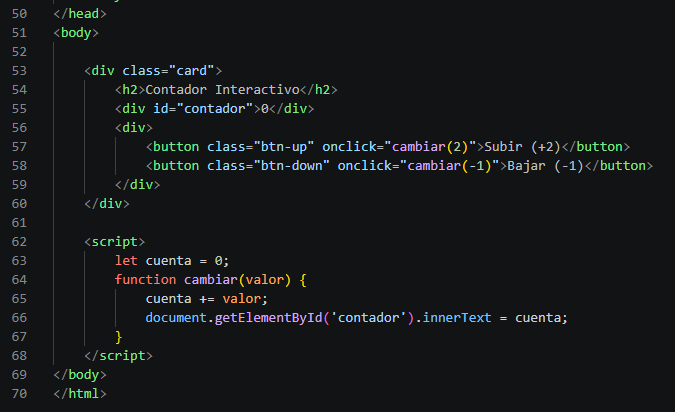 50 </head>
51 <body>
52
53 <div class="card">
54 <h2>Contador Interactivo</h2>
55 <div id="contador">0</div>
56 <div>
57 <button class="btn-up" onclick="cambiar(2)">Subir (+2)</button>
58 <button class="btn-down" onclick="cambiar(-1)">Bajar (-1)</button>
59 </div>
60 </div>
61
62 <script>
63 let cuenta = 0;
64 function cambiar(valor) {
65 cuenta += valor;
66 document.getElementById('contador').innerText = cuenta;
67 }
68 </script>
69 </body>
70 </html>